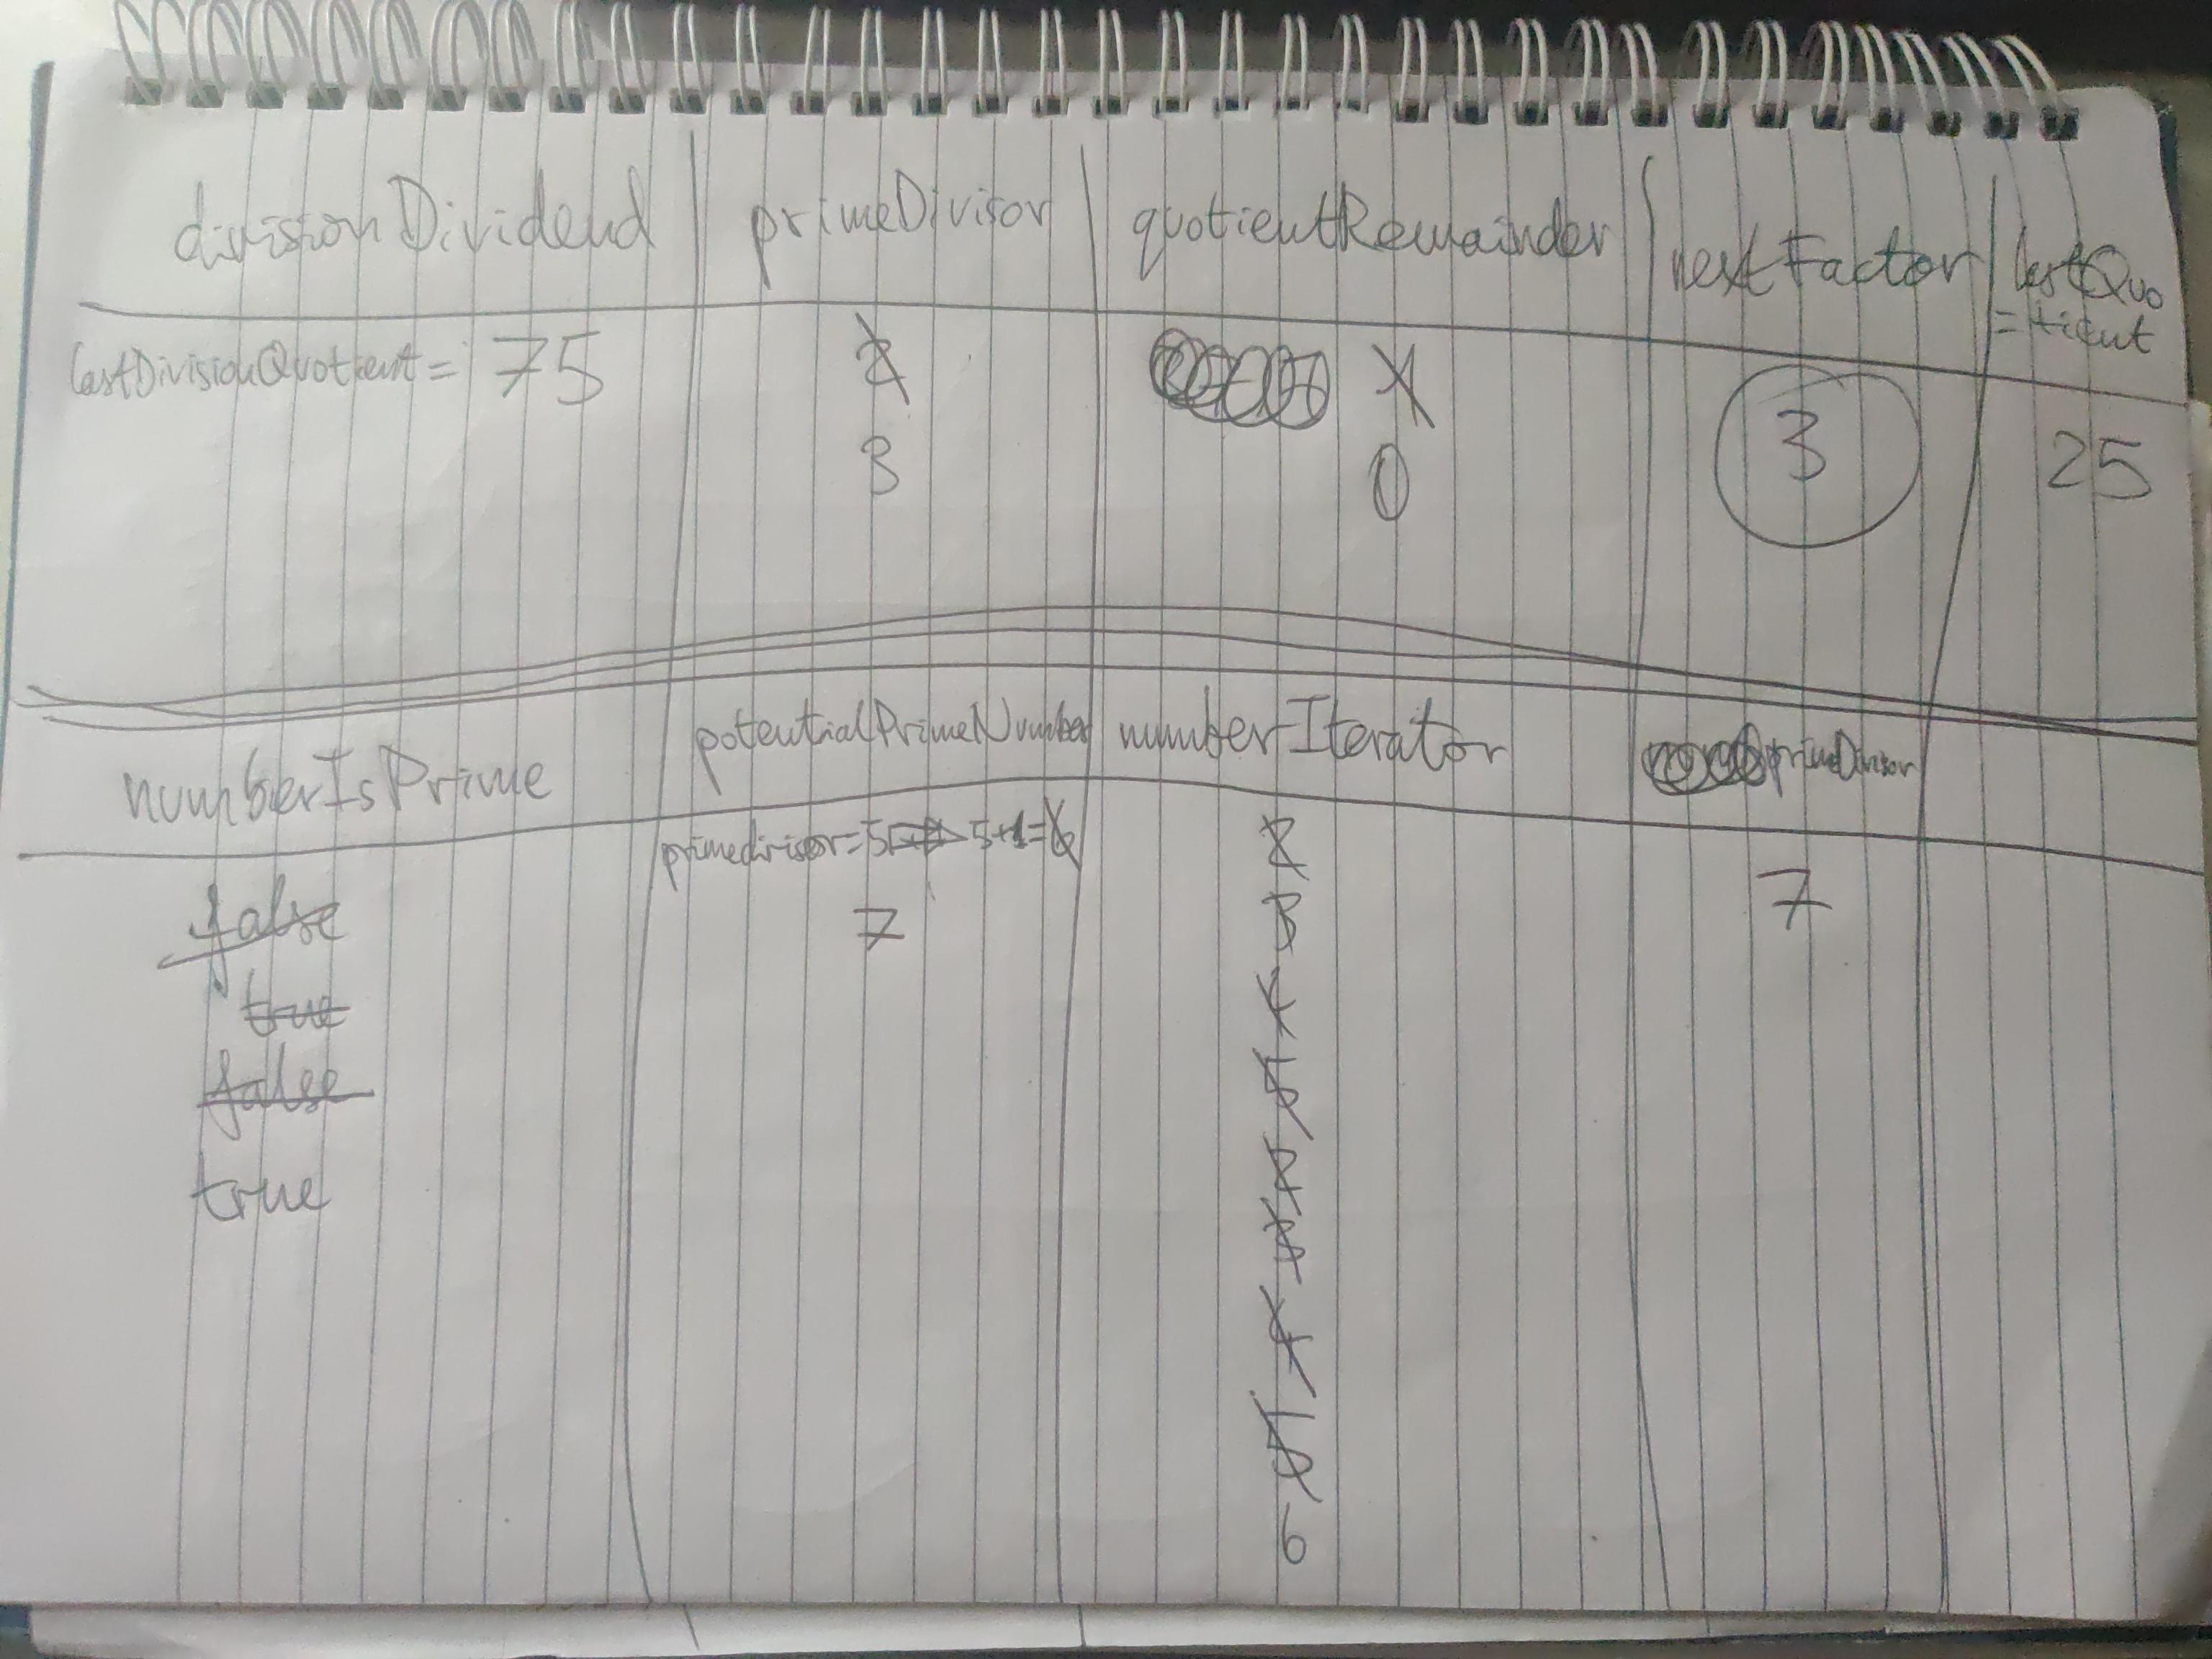 divisionDividend primeDivisor quotientRemainder nextFactor lastQuo
=tient
lastDivisionQuotient = 75 2 1
3 0 3 25
numberIsPrime potentialPrimeNumber numberIterator primeDivisor
primedivisor=5 5+1=6 2
false 7 3 7
true 4
false 5
true 2
3
4
5
6